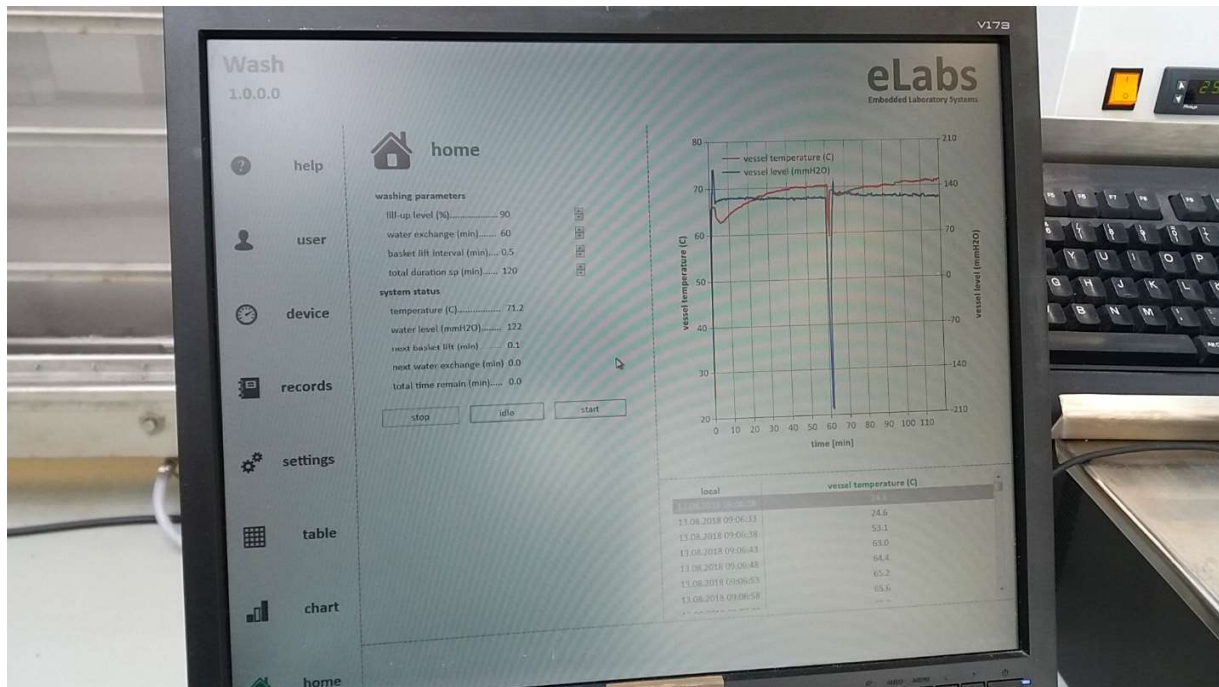 V173
Wash
1.0.0.0
eLabs
Embedded Laboratory Systems
help
user
device
records
settings
table
chart
home
home
washing parameters
fill-up level (%).................. 90
water exchange (min)....... 60
basket lift interval (min).... 0.5
total duration sp (min)...... 120
system status
temperature (C)................ 71.2
water level (mmH2O)........ 122
next basket lift (min) ....... 0.1
next water exchange (min) 0.0
total time remain (min)..... 0.0
stop idle start
vessel temperature (C)
vessel level (mmH2O)
80 70 60 50 40 30 20
vessel temperature (C)
210 140 70 0 -70 -140 -210
vessel level (mmH2O)
0 10 20 30 40 50 60 70 80 90 100 110
time [min]
local vessel temperature (C)
13.08.2018 09:06:33 24.6
13.08.2018 09:06:38 53.1
13.08.2018 09:06:43 63.0
13.08.2018 09:06:48 64.4
13.08.2018 09:06:53 65.2
13.08.2018 09:06:58 65.6
F5 F6 F7 F8 F9
Y U I O P
G H J K L
B N M